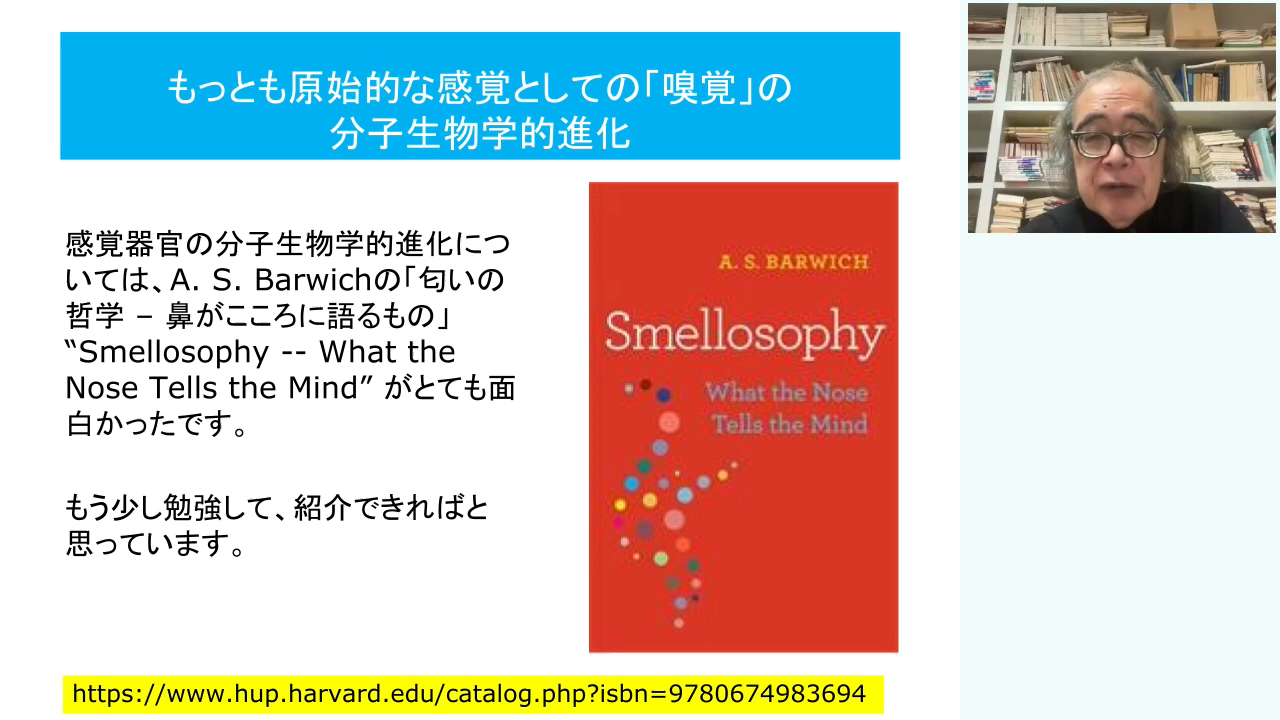 もっとも原始的な感覚としての「嗅覚」の
分子生物学的進化
感覚器官の分子生物学的進化につ
いては、A. S. Barwichの「匂いの
哲学 – 鼻がこころに語るもの」
“Smellosophy -- What the
Nose Tells the Mind” がとても面
白かったです。
もう少し勉強して、紹介できればと
思っています。
A. S. BARWICH
Smellosophy
What the Nose
Tells the Mind
https://www.hup.harvard.edu/catalog.php?isbn=9780674983694